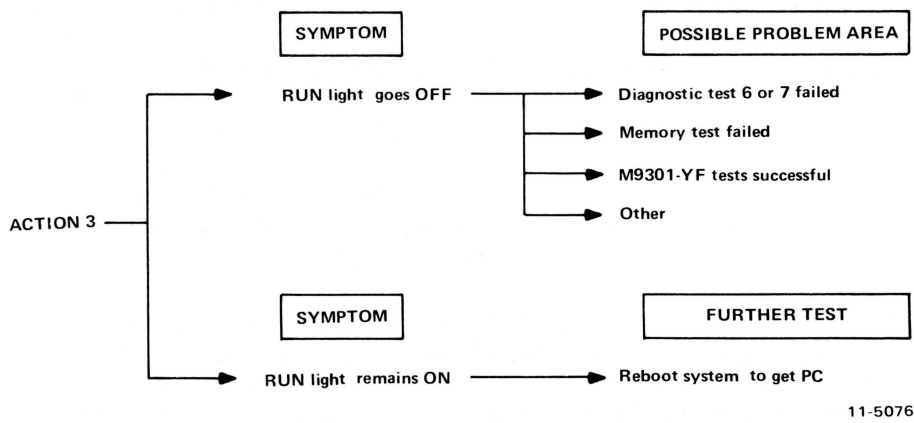 SYMPTOM
POSSIBLE PROBLEM AREA
RUN light goes OFF
Diagnostic test 6 or 7 failed
Memory test failed
M9301-YF tests successful
Other
ACTION 3
SYMPTOM
FURTHER TEST
RUN light remains ON
Reboot system to get PC
11-5076